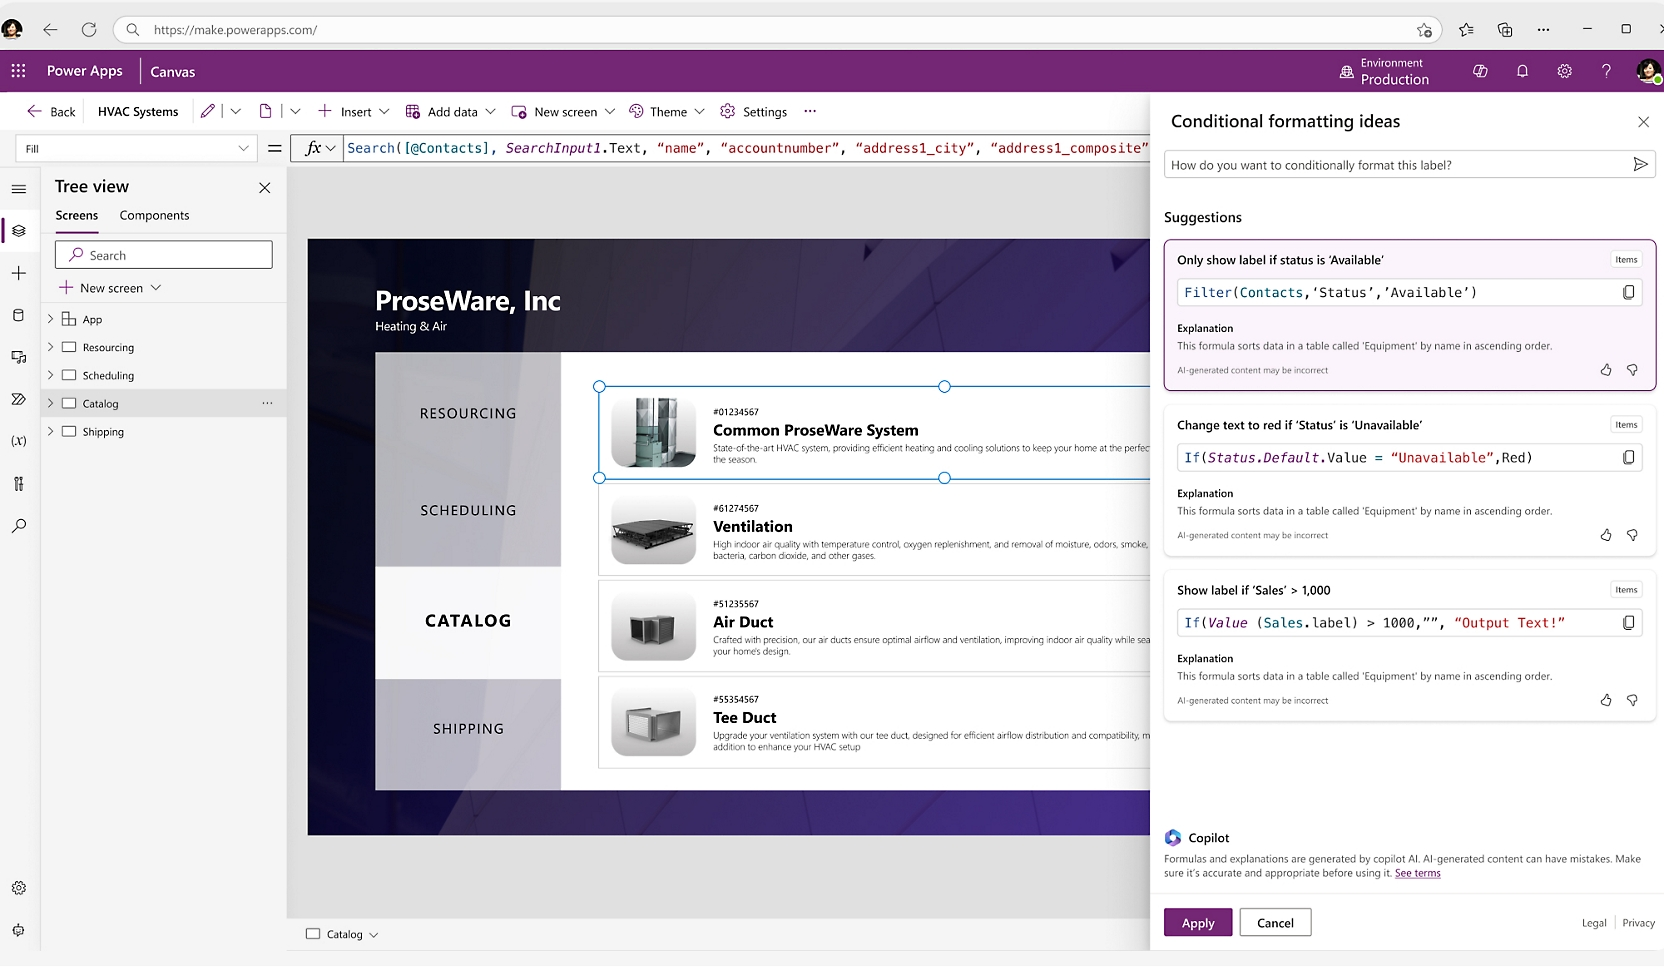 https://make.powerapps.com/
Power Apps
Canvas
Environment
Production
Back
HVAC Systems
Insert
Add data
New screen
Theme
Settings
Fill
=
fx
Search([@Contacts], SearchInput1.Text, “name”, “accountnumber”, “address1_city”, “address1_composite”
Tree view
Screens
Components
Search
New screen
App
Resourcing
Scheduling
Catalog
Shipping
ProseWare, Inc
Heating & Air
RESOURCING
SCHEDULING
CATALOG
SHIPPING
#01234567
Common ProseWare System
State-of-the-art HVAC system, providing efficient heating and cooling solutions to keep your home at the perfec
the season.
#61274567
Ventilation
High indoor air quality with temperature control, oxygen replenishment, and removal of moisture, odors, smoke,
bacteria, carbon dioxide, and other gases.
#51235567
Air Duct
Crafted with precision, our air ducts ensure optimal airflow and ventilation, improving indoor air quality while sea
your home's design.
#55354567
Tee Duct
Upgrade your ventilation system with our tee duct, designed for efficient airflow distribution and compatibility, m
addition to enhance your HVAC setup
Catalog
Conditional formatting ideas
How do you want to conditionally format this label?
Suggestions
Only show label if status is ‘Available’
Items
Filter(Contacts,‘Status’,’Available’)
Explanation
This formula sorts data in a table called 'Equipment' by name in ascending order.
AI-generated content may be incorrect
Change text to red if ‘Status’ is ‘Unavailable’
Items
If(Status.Default.Value = “Unavailable”,Red)
Explanation
This formula sorts data in a table called 'Equipment' by name in ascending order.
AI-generated content may be incorrect
Show label if ‘Sales’ > 1,000
Items
If(Value (Sales.label) > 1000,””, “Output Text!”
Explanation
This formula sorts data in a table called 'Equipment' by name in ascending order.
AI-generated content may be incorrect
Copilot
Formulas and explanations are generated by copilot AI. AI-generated content can have mistakes. Make
sure it’s accurate and appropriate before using it. See terms
Apply
Cancel
Legal
Privacy